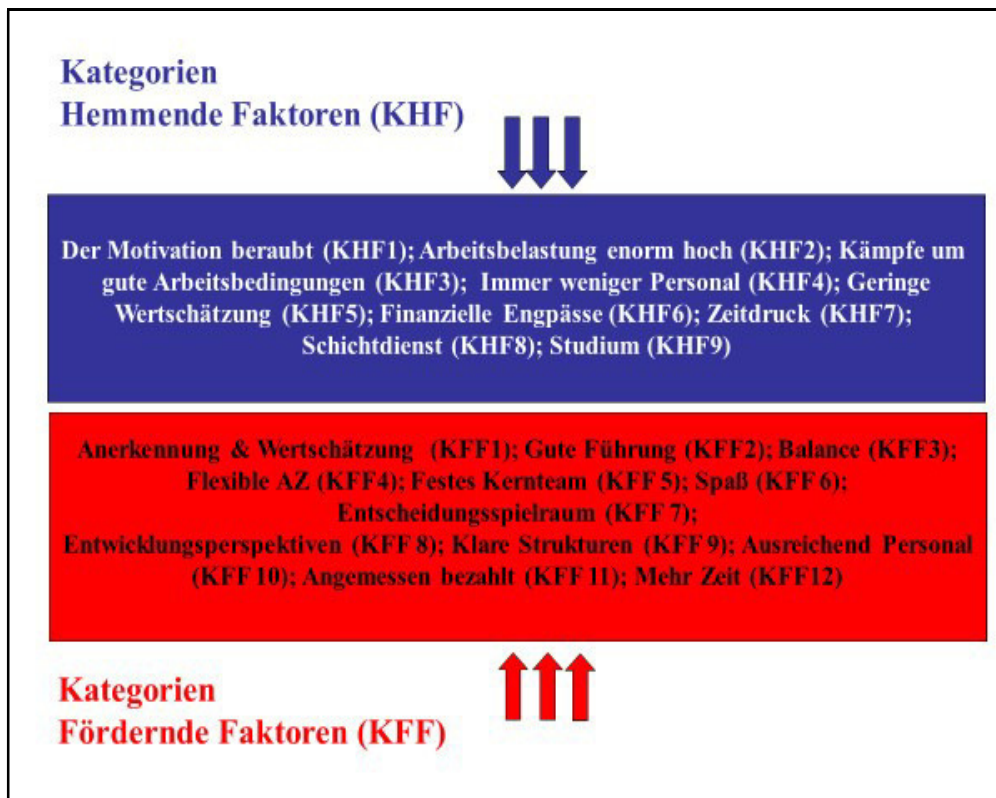 Kategorien
Hemmende Faktoren (KHF)
Der Motivation beraubt (KHF1); Arbeitsbelastung enorm hoch (KHF2); Kämpfe um
gute Arbeitsbedingungen (KHF3); Immer weniger Personal (KHF4); Geringe
Wertschätzung (KHF5); Finanzielle Engpässe (KHF6); Zeitdruck (KHF7);
Schichtdienst (KHF8); Studium (KHF9)
Anerkennung & Wertschätzung (KFF1); Gute Führung (KFF2); Balance (KFF3);
Flexible AZ (KFF4); Festes Kernteam (KFF 5); Spaß (KFF 6);
Entscheidungsspielraum (KFF 7);
Entwicklungsperspektiven (KFF 8); Klare Strukturen (KFF 9); Ausreichend Personal
(KFF 10); Angemessen bezahlt (KFF 11); Mehr Zeit (KFF12)
Kategorien
Fördernde Faktoren (KFF)